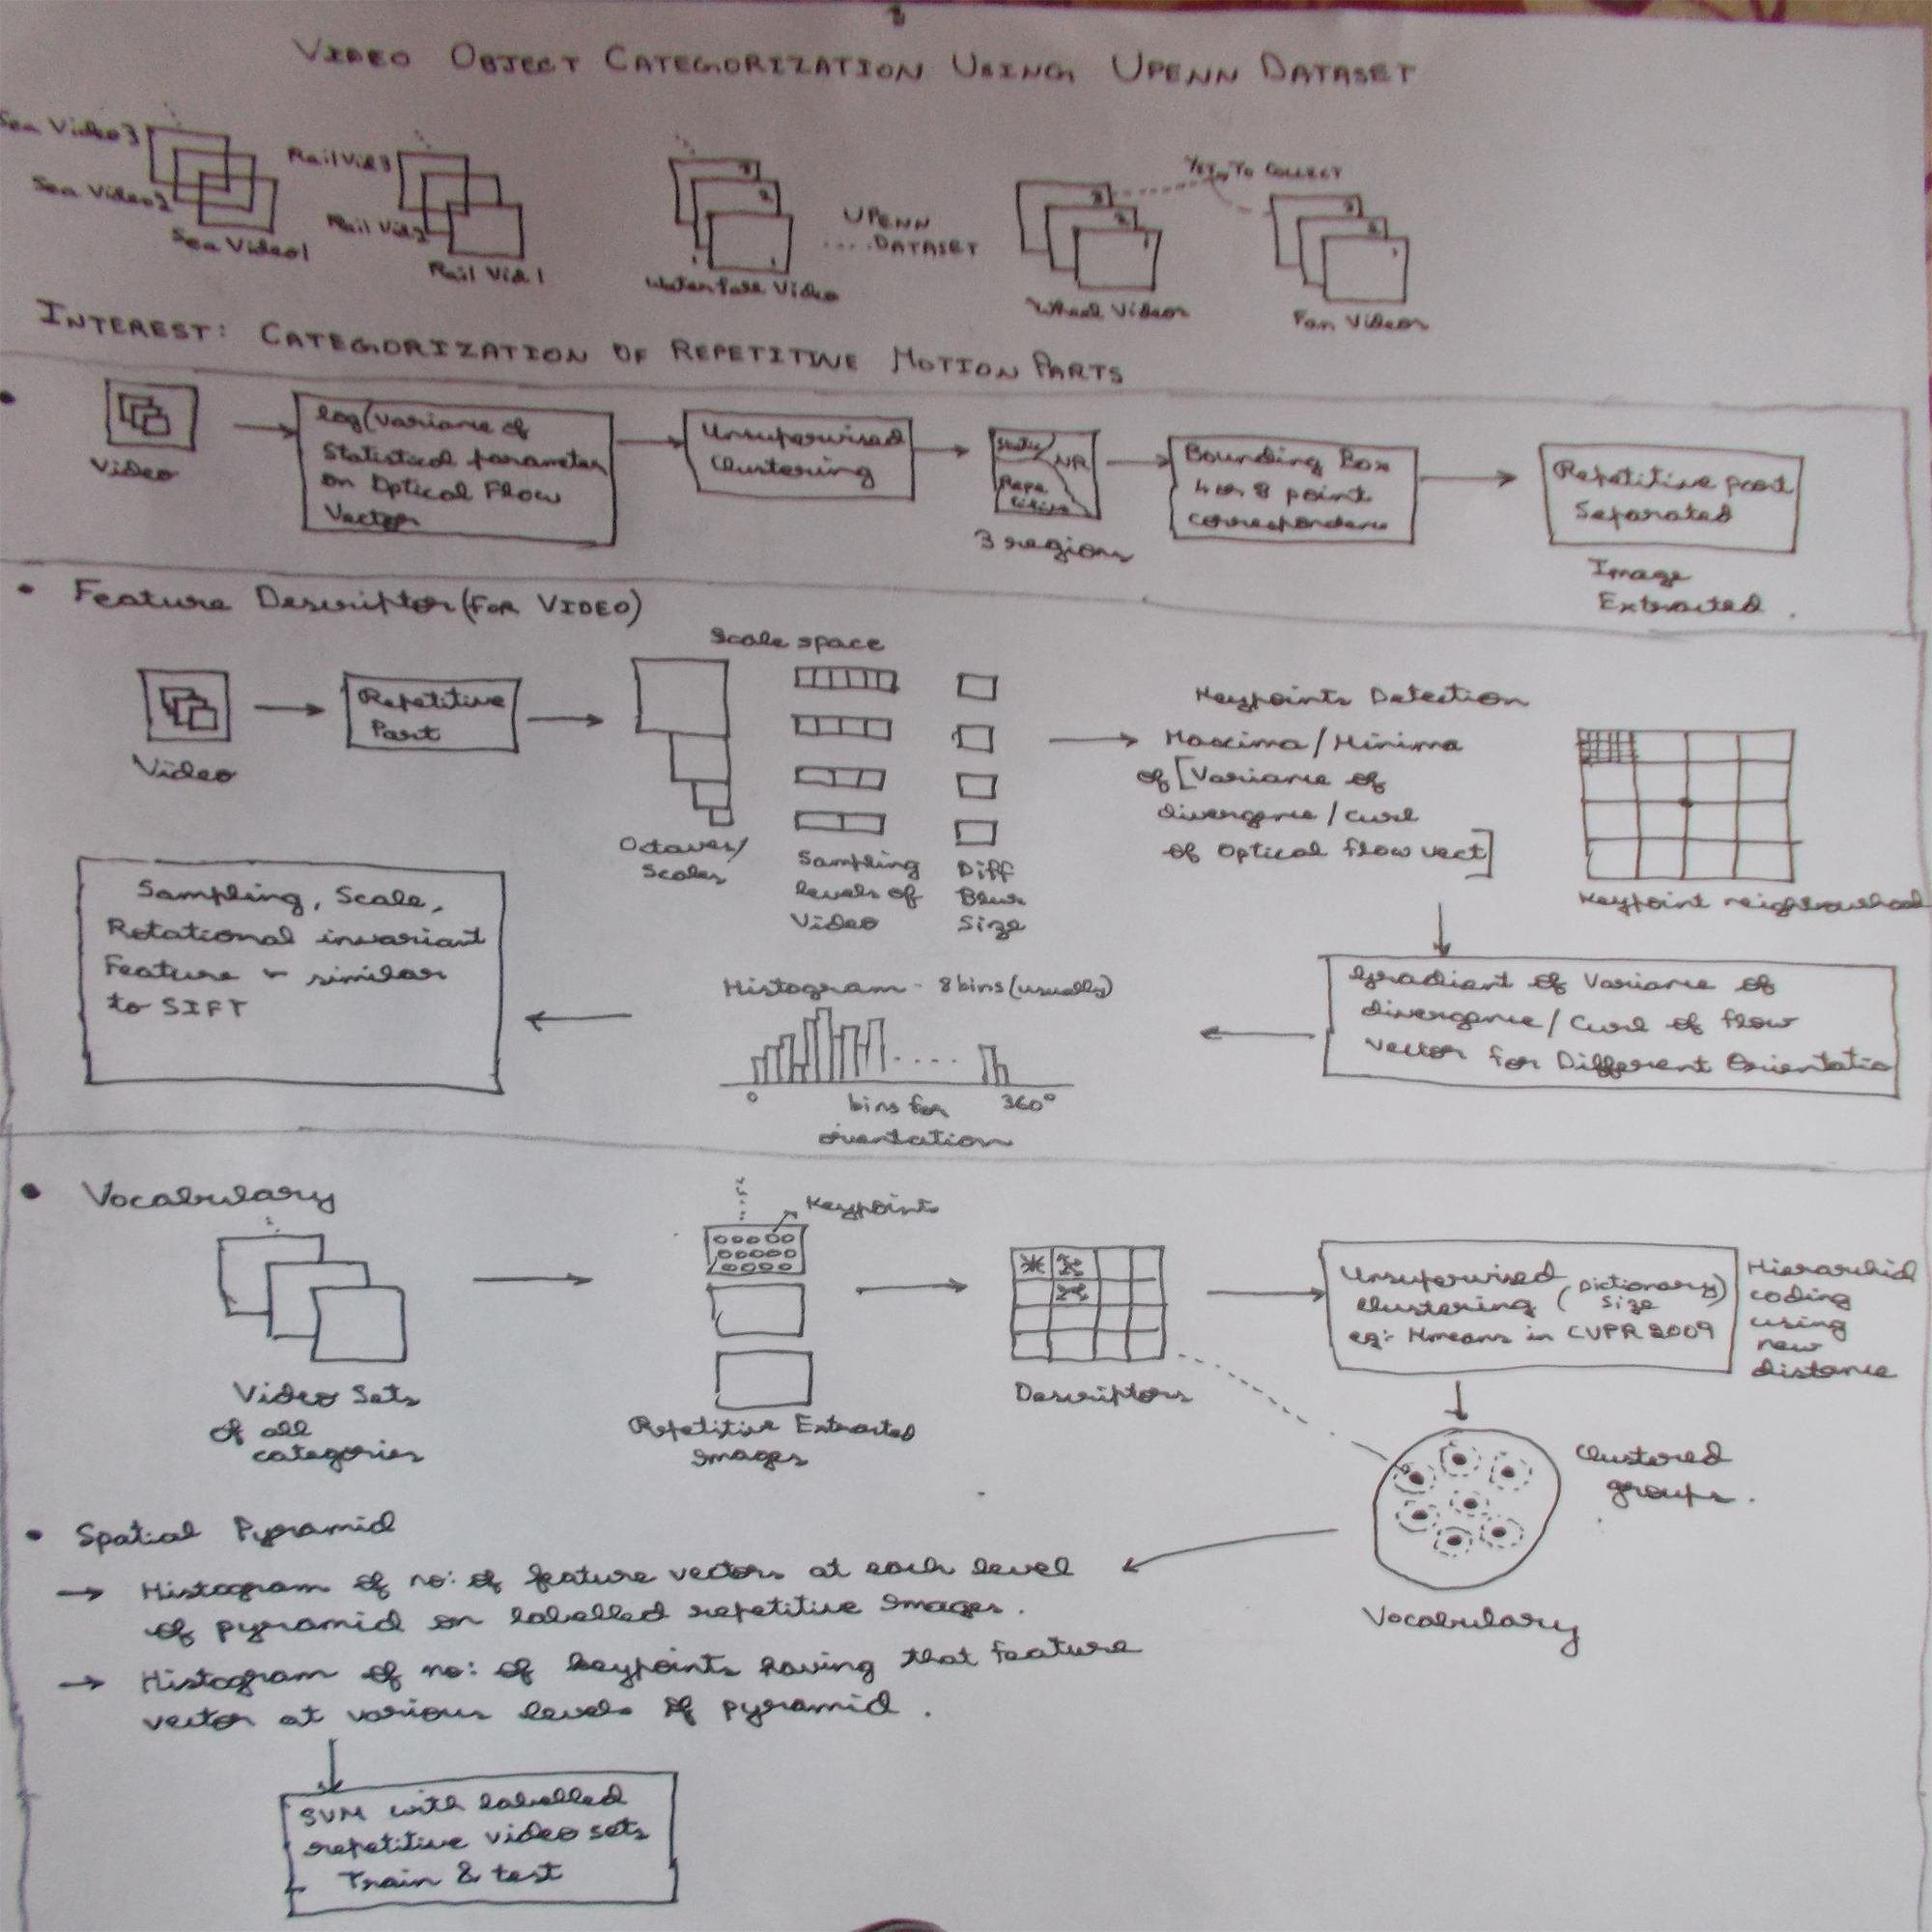 VIDEO OBJECT CATEGORIZATION USING UPENN DATASET
Sea Video3
Sea Video2
Sea Video1
Rail Vid3
Rail Vid2
Rail Vid1
3
2
1
Waterfall Video
UPENN
....DATASET
YET TO COLLECT
3
2
1
Wheel Videos
3
2
1
Fan Videos
INTEREST: CATEGORIZATION OF REPETITIVE MOTION PARTS
Video
log(Variance of
Statistical parameter
on Optical Flow
Vector
Unsupervised
Clustering
Static
NR
Repe
titive
3 regions
Bounding Box
4 or 8 point
correspondence
Repetitive part
Separated
Image
Extracted.
• Feature Descriptor (FOR VIDEO)
Video
Repetitive
Part
Scale space
Octaves/
Scales
Sampling
levels of
Video
Diff
Blur
Size
Keypoints Detection
Maxima/Minima
of [Variance of
divergence/curl
of Optical flow vect]
Keypoint neighbourhood
Gradient of Variance of
divergence/Curl of flow
vector for Different Orientatio
Histogram - 8 bins (usually)
0
360°
bins for
orientation
Sampling, Scale,
Rotational invariant
Feature - similar
to SIFT
• Vocabulary
Video Sets
of all
categories
Keypoints
Repetitive Extracted
Images
Descriptors
Unsupervised
clustering (Dictionary Size)
eg:- Kmeans in CVPR 2009
coding
using
new
distance
Clustered
groups.
Vocabulary
• Spatial Pyramid
→ Histogram of no: of feature vectors at each level
of pyramid on labelled repetitive Images.
→ Histogram of no: of keypoints having that feature
vector at various levels of pyramid.
SVM with labelled
repetitive video sets
- Train & test